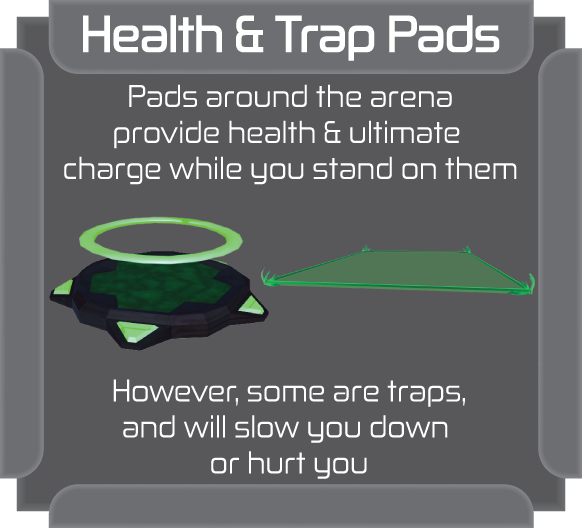 Health & Trap Pads
Pads around the arena
provide health & ultimate
charge while you stand on them
However, some are traps,
and will slow you down
or hurt you